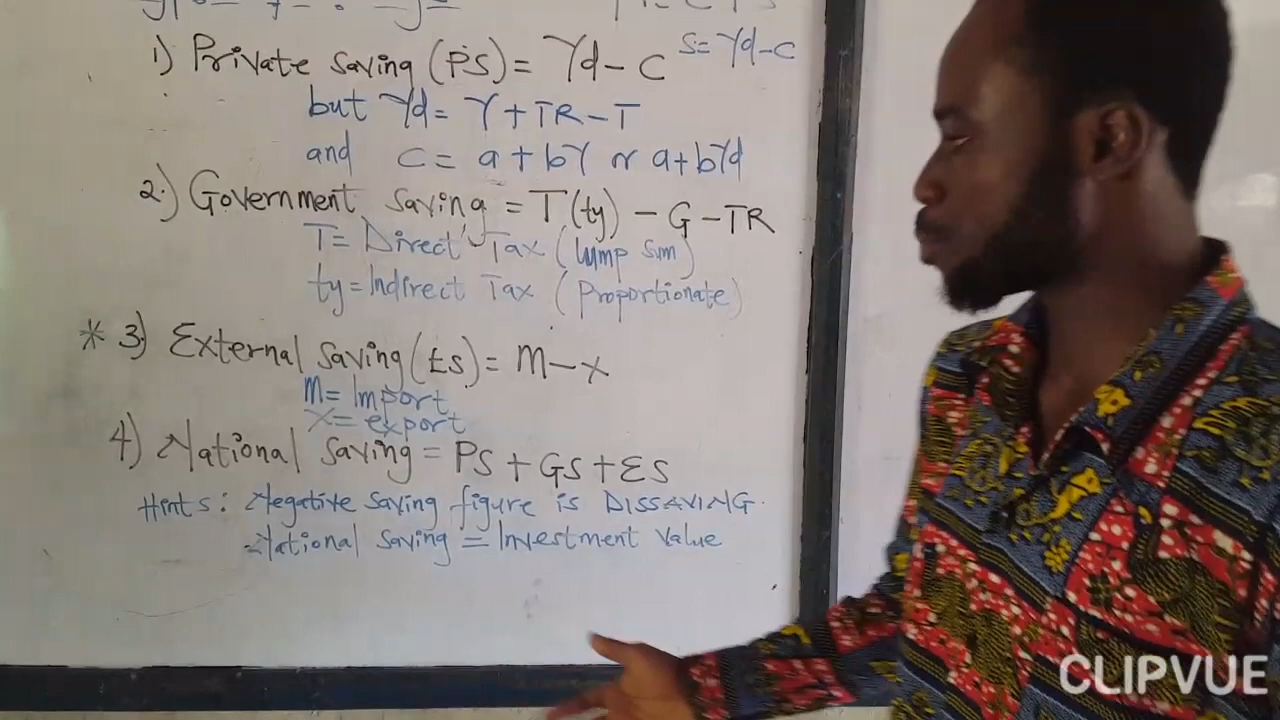 1) Private Saving (PS) = Yd - C S = Yd - C
but Yd = Y + TR - T
and C = a + bY or a + bYd
2.) Government Saving = T(ty) - G - TR
T = Direct Tax (lump sum)
ty = Indirect Tax (Proportionate)
* 3) External Saving (ES) = M - X
M = Import
X = export
4) National Saving = PS + GS + ES
Hints: Negative Saving figure is DISSAVING.
National Saving = Investment Value
CLIPVUE